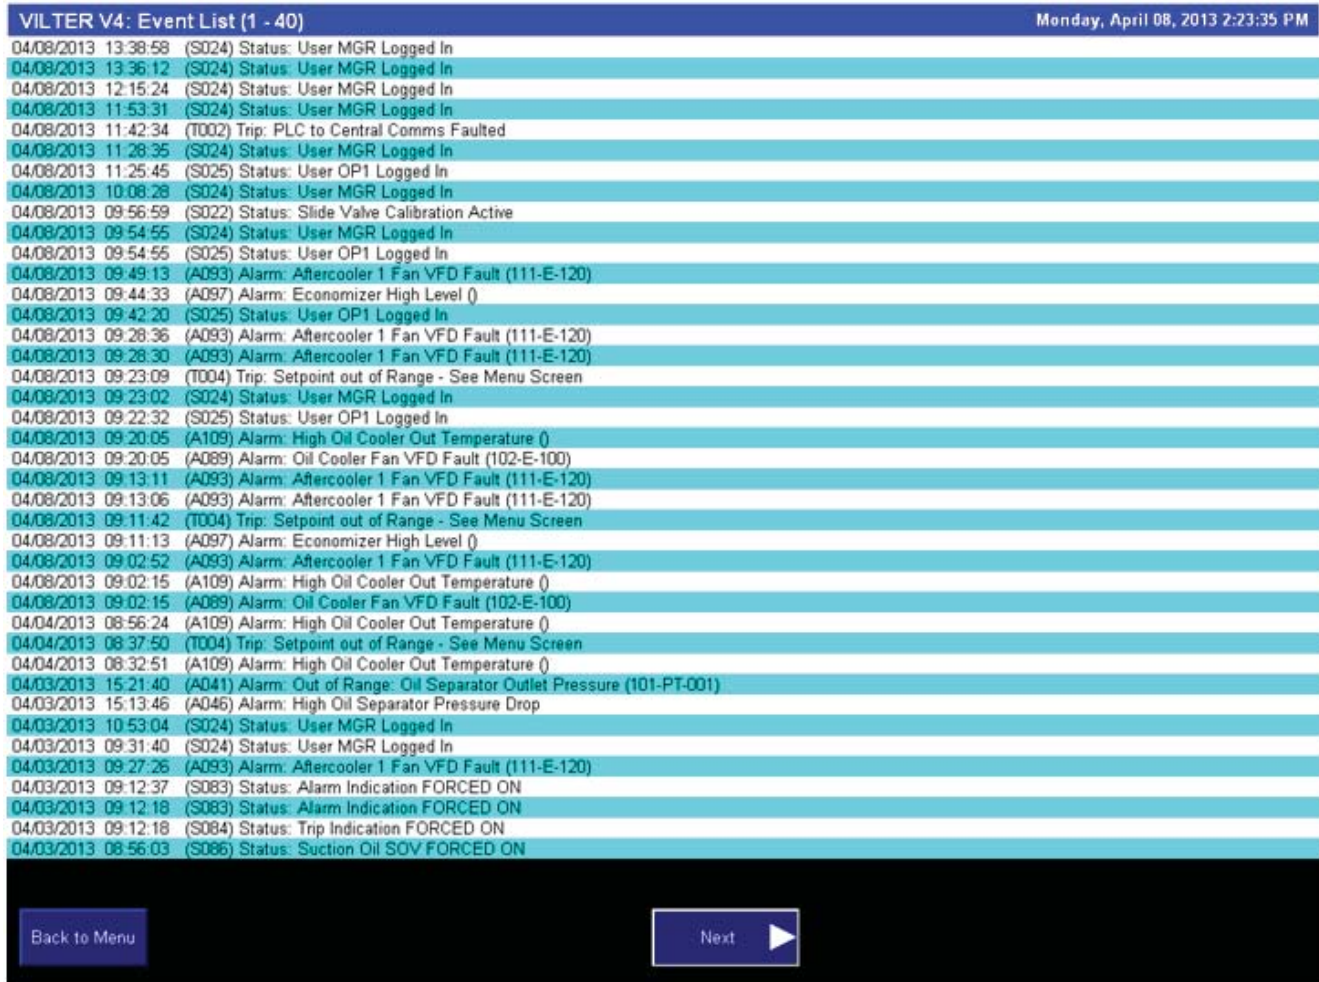 VILTER V4: Event List (1 - 40) Monday, April 08, 2013 2:23:35 PM
04/08/2013 13:38:58 (S024) Status: User MGR Logged In
04/08/2013 13:36:12 (S024) Status: User MGR Logged In
04/08/2013 12:15:24 (S024) Status: User MGR Logged In
04/08/2013 11:53:31 (S024) Status: User MGR Logged In
04/08/2013 11:42:34 (T002) Trip: PLC to Central Comms Faulted
04/08/2013 11:28:35 (S024) Status: User MGR Logged In
04/08/2013 11:25:45 (S025) Status: User OP1 Logged In
04/08/2013 10:08:28 (S024) Status: User MGR Logged In
04/08/2013 09:56:59 (S022) Status: Slide Valve Calibration Active
04/08/2013 09:54:55 (S024) Status: User MGR Logged In
04/08/2013 09:54:55 (S025) Status: User OP1 Logged In
04/08/2013 09:49:13 (A093) Alarm: Aftercooler 1 Fan VFD Fault (111-E-120)
04/08/2013 09:44:33 (A097) Alarm: Economizer High Level ()
04/08/2013 09:42:20 (S025) Status: User OP1 Logged In
04/08/2013 09:28:36 (A093) Alarm: Aftercooler 1 Fan VFD Fault (111-E-120)
04/08/2013 09:28:30 (A093) Alarm: Aftercooler 1 Fan VFD Fault (111-E-120)
04/08/2013 09:23:09 (T004) Trip: Setpoint out of Range - See Menu Screen
04/08/2013 09:23:02 (S024) Status: User MGR Logged In
04/08/2013 09:22:32 (S025) Status: User OP1 Logged In
04/08/2013 09:20:05 (A109) Alarm: High Oil Cooler Out Temperature ()
04/08/2013 09:20:05 (A089) Alarm: Oil Cooler Fan VFD Fault (102-E-100)
04/08/2013 09:13:11 (A093) Alarm: Aftercooler 1 Fan VFD Fault (111-E-120)
04/08/2013 09:13:06 (A093) Alarm: Aftercooler 1 Fan VFD Fault (111-E-120)
04/08/2013 09:11:42 (T004) Trip: Setpoint out of Range - See Menu Screen
04/08/2013 09:11:13 (A097) Alarm: Economizer High Level ()
04/08/2013 09:02:52 (A093) Alarm: Aftercooler 1 Fan VFD Fault (111-E-120)
04/08/2013 09:02:15 (A109) Alarm: High Oil Cooler Out Temperature ()
04/08/2013 09:02:15 (A089) Alarm: Oil Cooler Fan VFD Fault (102-E-100)
04/04/2013 08:56:24 (A109) Alarm: High Oil Cooler Out Temperature ()
04/04/2013 08:37:50 (T004) Trip: Setpoint out of Range - See Menu Screen
04/04/2013 08:32:51 (A109) Alarm: High Oil Cooler Out Temperature ()
04/03/2013 15:21:40 (A041) Alarm: Out of Range: Oil Separator Outlet Pressure (101-PT-001)
04/03/2013 15:13:46 (A046) Alarm: High Oil Separator Pressure Drop
04/03/2013 10:53:04 (S024) Status: User MGR Logged In
04/03/2013 09:31:40 (S024) Status: User MGR Logged In
04/03/2013 09:27:26 (A093) Alarm: Aftercooler 1 Fan VFD Fault (111-E-120)
04/03/2013 09:12:37 (S083) Status: Alarm Indication FORCED ON
04/03/2013 09:12:18 (S083) Status: Alarm Indication FORCED ON
04/03/2013 09:12:18 (S084) Status: Trip Indication FORCED ON
04/03/2013 08:56:03 (S086) Status: Suction Oil SOV FORCED ON
Back to Menu Next